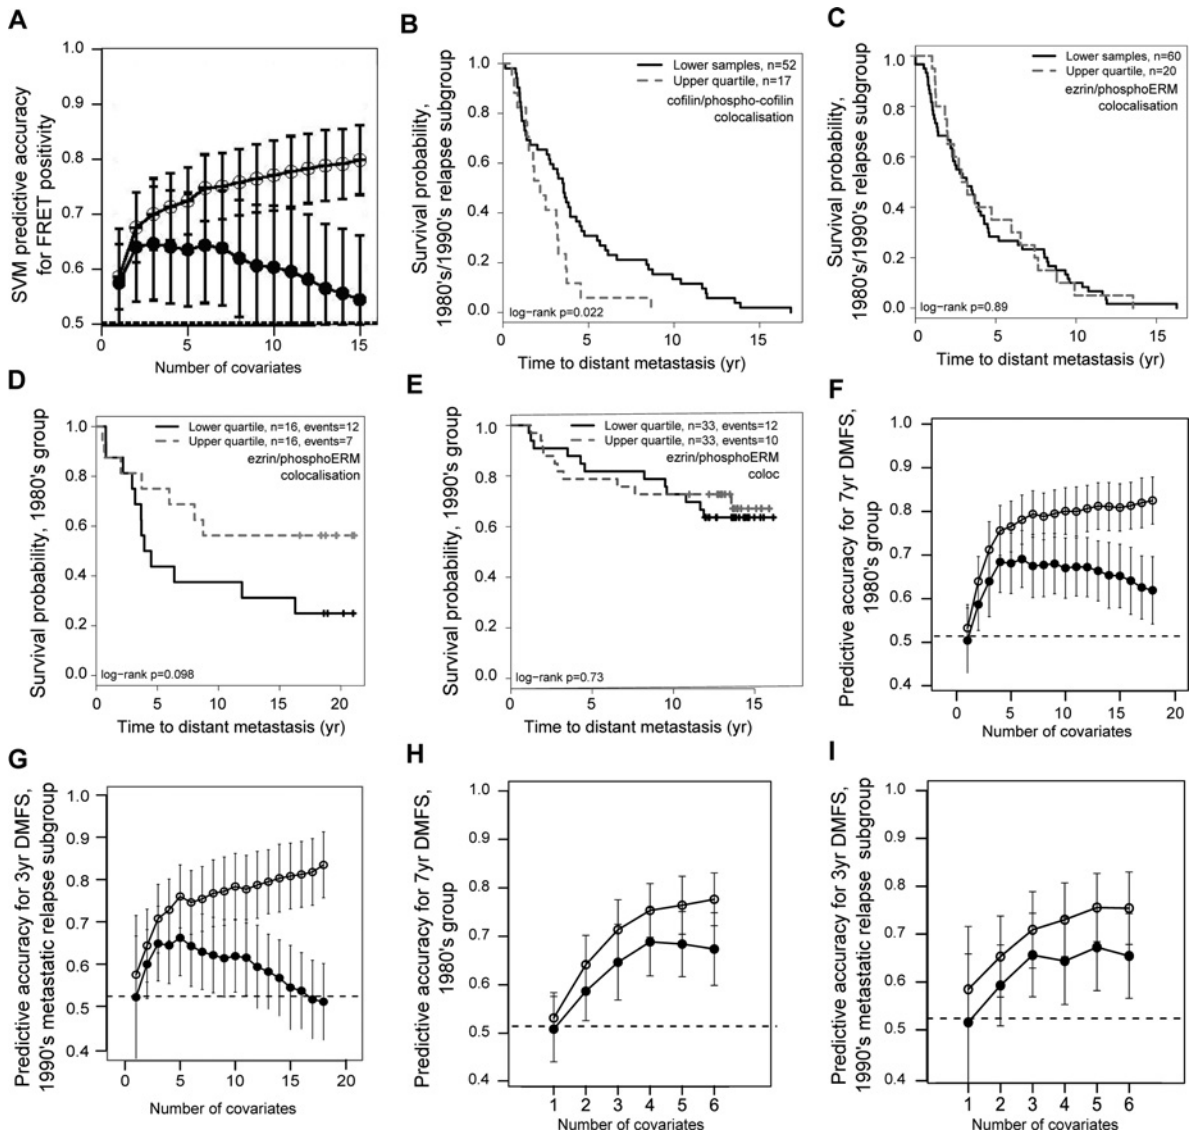 A
SVM predictive accuracy
for FRET positivity
1.0
0.9
0.8
0.7
0.6
0.5
0
5
10
15
Number of covariates
B
Survival probability,
1980's/1990's relapse subgroup
1.0
0.8
0.6
0.4
0.2
0.0
Lower samples, n=52
Upper quartile, n=17
cofilin/phospho-cofilin
colocalisation
log-rank p=0.022
0
5
10
15
Time to distant metastasis (yr)
C
Survival probability,
1980's/1990's relapse subgroup
1.0
0.8
0.6
0.4
0.2
0.0
Lower samples, n=60
Upper quartile, n=20
ezrin/phosphoERM
colocalisation
log-rank p=0.89
0
5
10
15
Time to distant metastasis (yr)
D
Survival probability, 1980's group
1.0
0.8
0.6
0.4
0.2
0.0
Lower quartile, n=16, events=12
Upper quartile, n=16, events=7
ezrin/phosphoERM
colocalisation
log-rank p=0.098
0
5
10
15
20
Time to distant metastasis (yr)
E
Survival probability, 1990's group
1.0
0.8
0.6
0.4
0.2
0.0
Lower quartile, n=33, events=12
Upper quartile, n=33, events=10
ezrin/phosphoERM
coloc
log-rank p=0.73
0
5
10
15
Time to distant metastasis (yr)
F
Predictive accuracy for 7yr DMFS,
1980's group
1.0
0.9
0.8
0.7
0.6
0.5
0.4
0
5
10
15
20
Number of covariates
G
Predictive accuracy for 3yr DMFS,
1990's metastatic relapse subgroup
1.0
0.9
0.8
0.7
0.6
0.5
0.4
0
5
10
15
20
Number of covariates
H
Predictive accuracy for 7yr DMFS,
1980's group
1.0
0.9
0.8
0.7
0.6
0.5
0.4
1
2
3
4
5
6
Number of covariates
I
Predictive accuracy for 3yr DMFS,
1990's metastatic relapse subgroup
1.0
0.9
0.8
0.7
0.6
0.5
0.4
1
2
3
4
5
6
Number of covariates